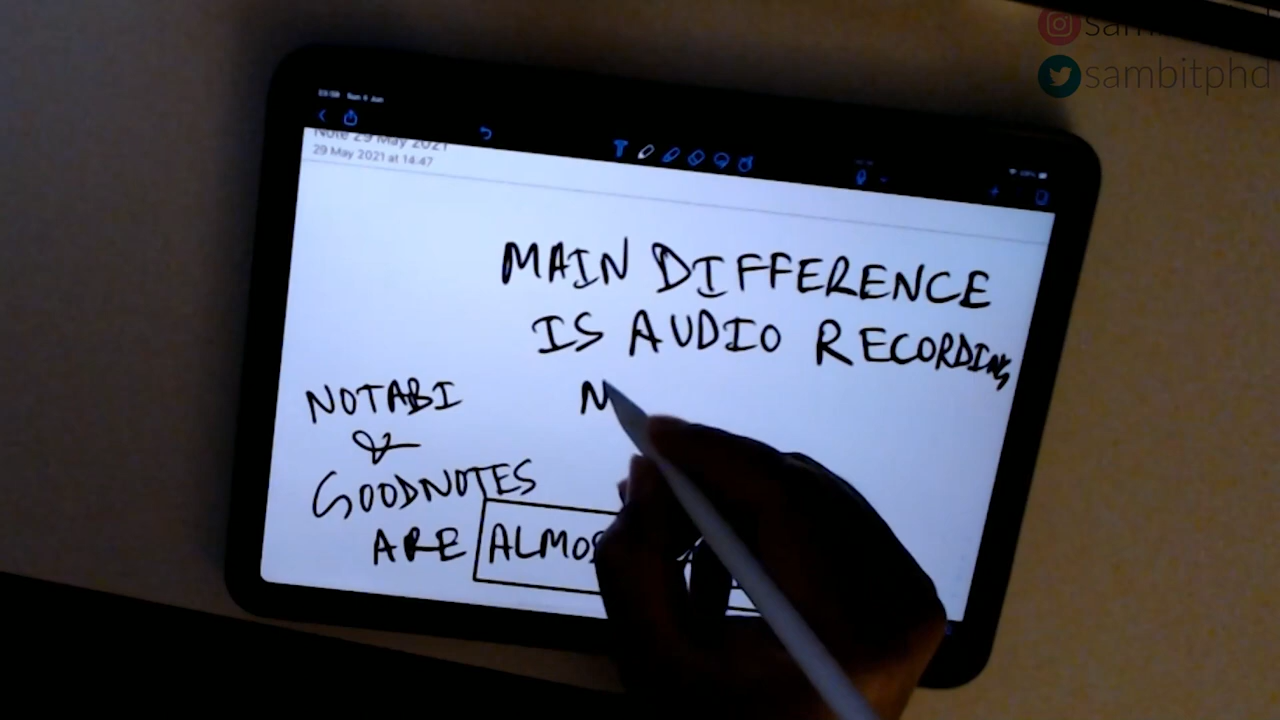 sambitphd
Note 29 May 2021
29 May 2021 at 14:47
MAIN DIFFERENCE
IS AUDIO RECORDING
NOTABI
&
GOODNOTES
ARE ALMOS
N